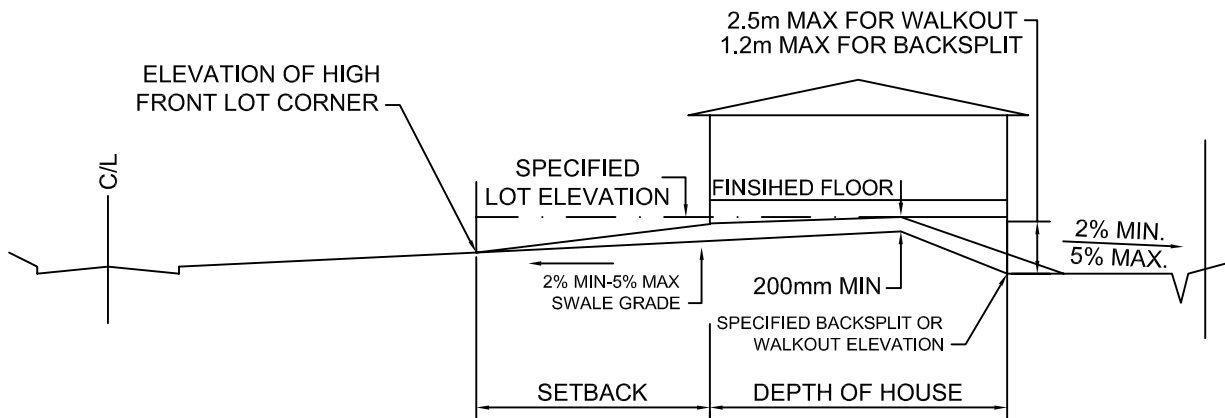 2.5m MAX FOR WALKOUT
1.2m MAX FOR BACKSPLIT
ELEVATION OF HIGH
FRONT LOT CORNER
C/L
SPECIFIED
LOT ELEVATION
FINSIHED FLOOR
2% MIN.
5% MAX.
2% MIN-5% MAX
SWALE GRADE
200mm MIN
SPECIFIED BACKSPLIT OR
WALKOUT ELEVATION
SETBACK
DEPTH OF HOUSE